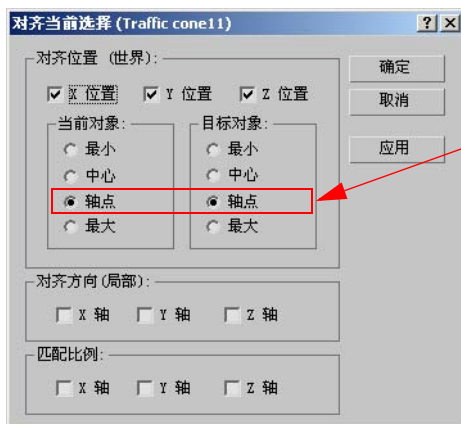 对齐当前选择 (Traffic cone11)
对齐位置 (世界):
确定
X 位置 Y 位置 Z 位置
取消
当前对象: 目标对象:
最小 最小
应用
中心 中心
轴点 轴点
最大 最大
对齐方向(局部):
X 轴 Y 轴 Z 轴
匹配比例:
X 轴 Y 轴 Z 轴